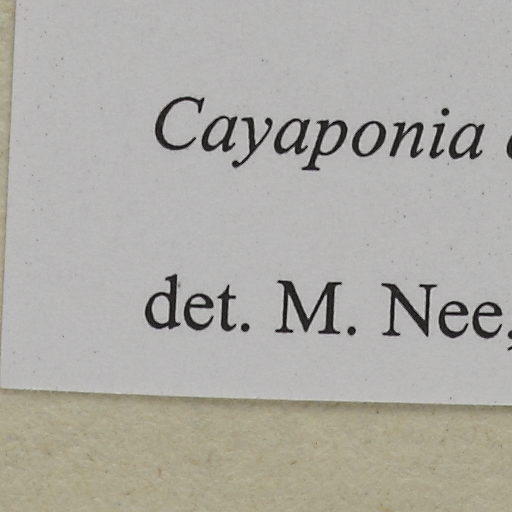 Cayaponia
det. M. Nee,